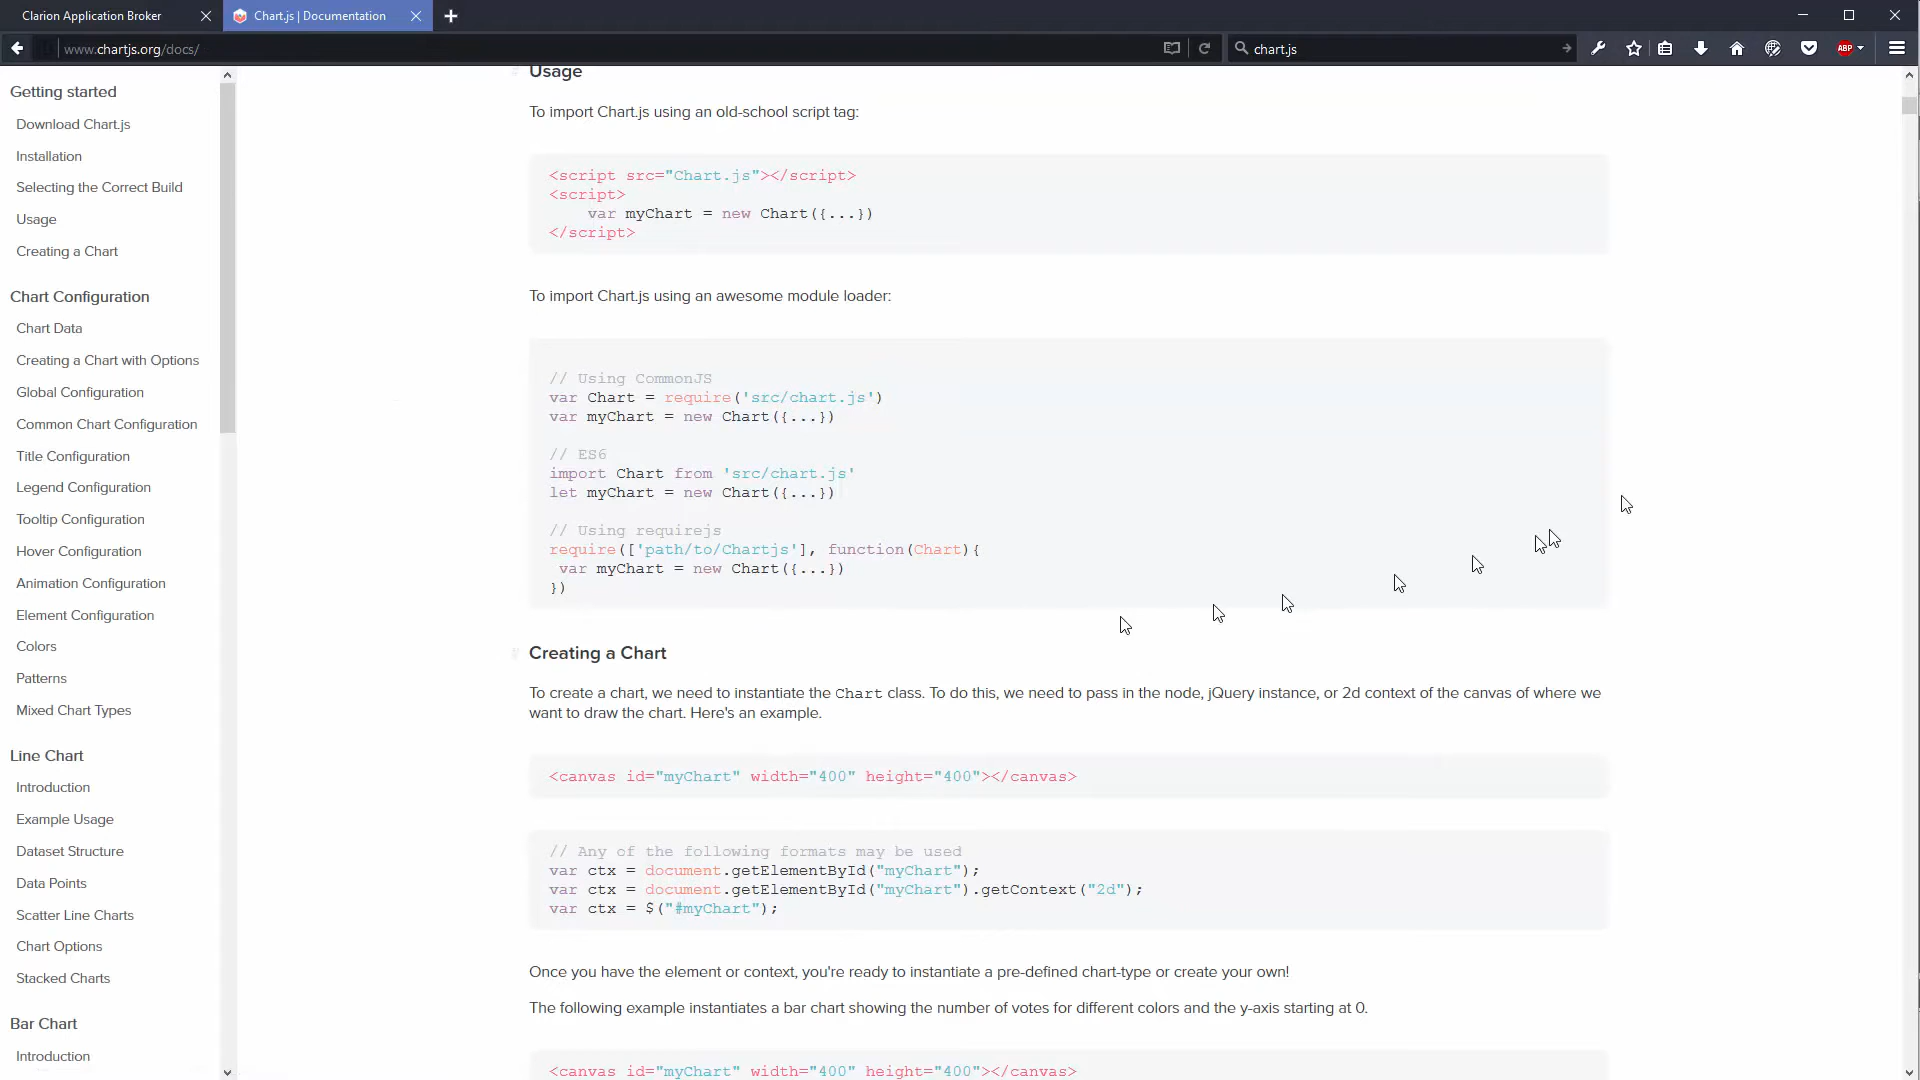 Clarion Application Broker
Chart.js | Documentation
www.chartjs.org/docs/
chart.js
ABP
Getting started
Download Chart.js
Installation
Selecting the Correct Build
Usage
Creating a Chart
Chart Configuration
Chart Data
Creating a Chart with Options
Global Configuration
Common Chart Configuration
Title Configuration
Legend Configuration
Tooltip Configuration
Hover Configuration
Animation Configuration
Element Configuration
Colors
Patterns
Mixed Chart Types
Line Chart
Introduction
Example Usage
Dataset Structure
Data Points
Scatter Line Charts
Chart Options
Stacked Charts
Bar Chart
Introduction
Usage
To import Chart.js using an old-school script tag:
<script src="Chart.js"></script>
<script>
    var myChart = new Chart({...})
</script>
To import Chart.js using an awesome module loader:
// Using CommonJS
var Chart = require('src/chart.js')
var myChart = new Chart({...})
// ES6
import Chart from 'src/chart.js'
let myChart = new Chart({...})
// Using requirejs
require(['path/to/Chartjs'], function(Chart){
 var myChart = new Chart({...})
})
# Creating a Chart
To create a chart, we need to instantiate the Chart class. To do this, we need to pass in the node, jQuery instance, or 2d context of the canvas of where we
want to draw the chart. Here's an example.
<canvas id="myChart" width="400" height="400"></canvas>
// Any of the following formats may be used
var ctx = document.getElementById("myChart");
var ctx = document.getElementById("myChart").getContext("2d");
var ctx = $("#myChart");
Once you have the element or context, you're ready to instantiate a pre-defined chart-type or create your own!
The following example instantiates a bar chart showing the number of votes for different colors and the y-axis starting at 0.
<canvas id="myChart" width="400" height="400"></canvas>